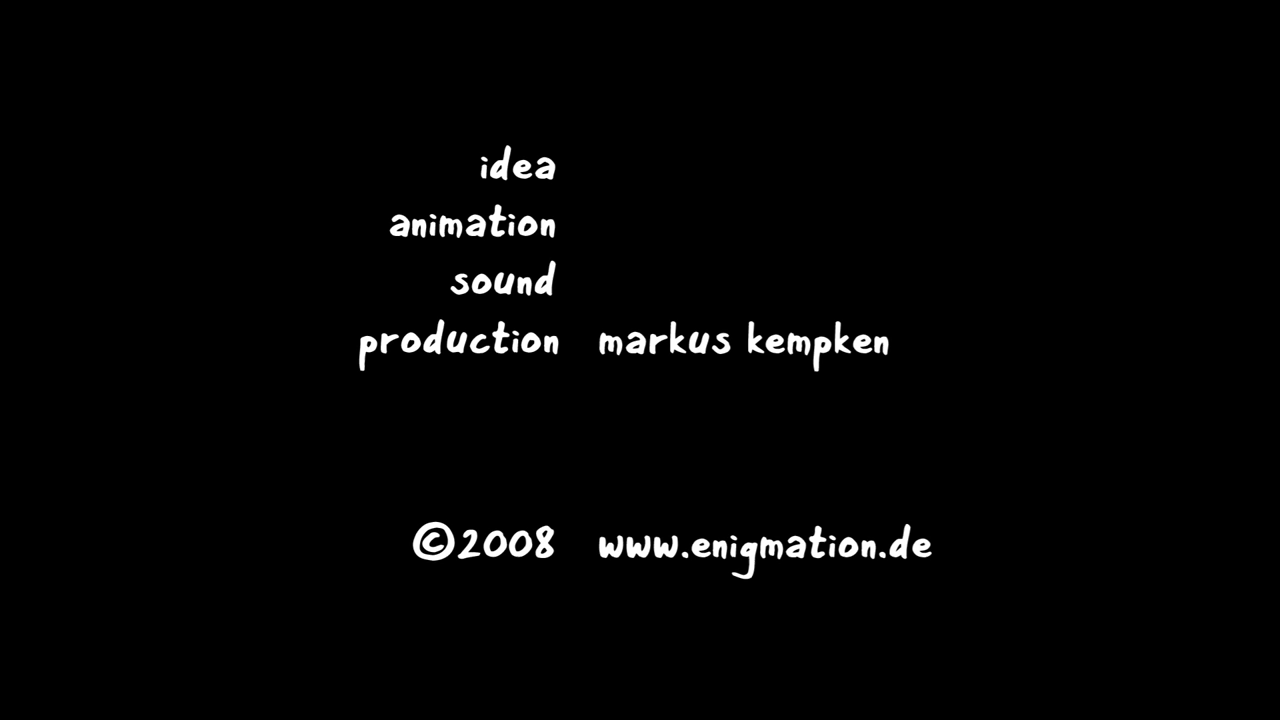 idea
animation
sound
production markus kempken
©2008 www.enigmation.de